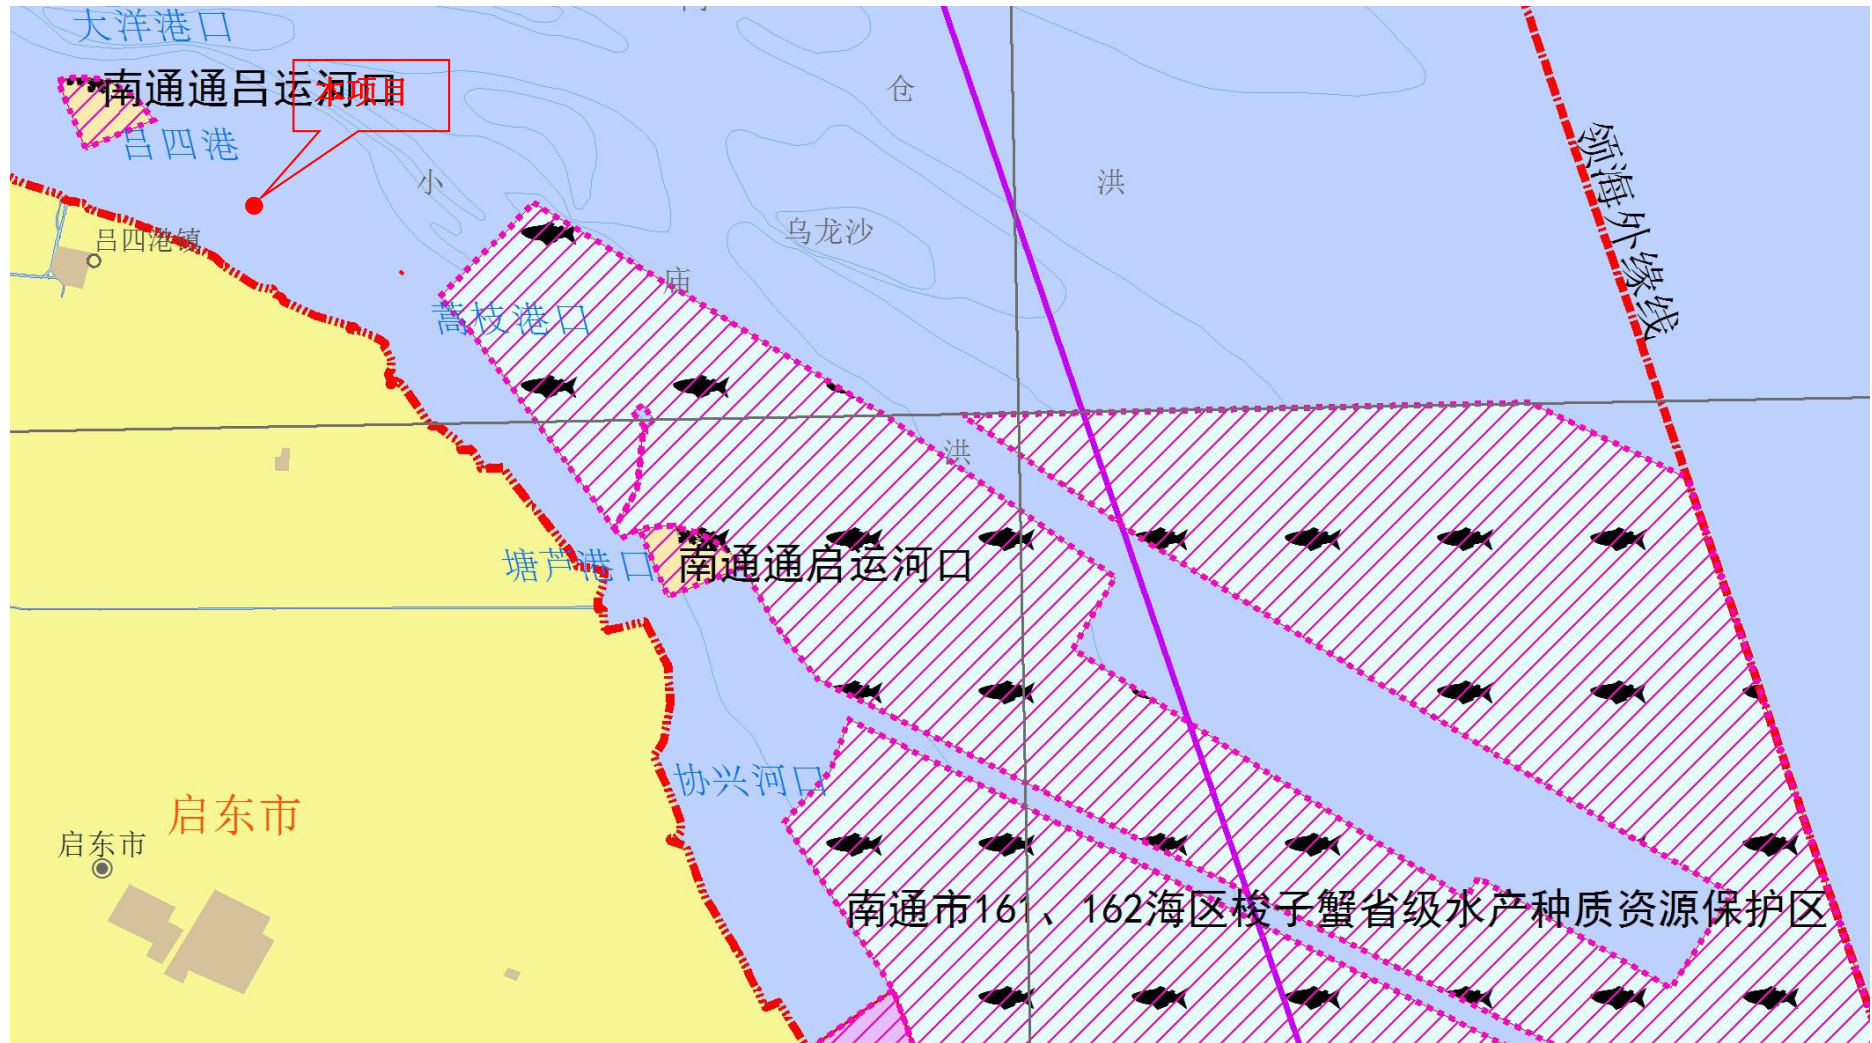 大洋港口
南通通吕运河口
本项目
仓
吕四港
小
洪
领海外缘线
乌龙沙
吕四港镇
庙
蒿枝港口
洪
塘芦港口
南通通启运河口
协兴河口
启东市
启东市
南通市161、162海区梭子蟹省级水产种质资源保护区